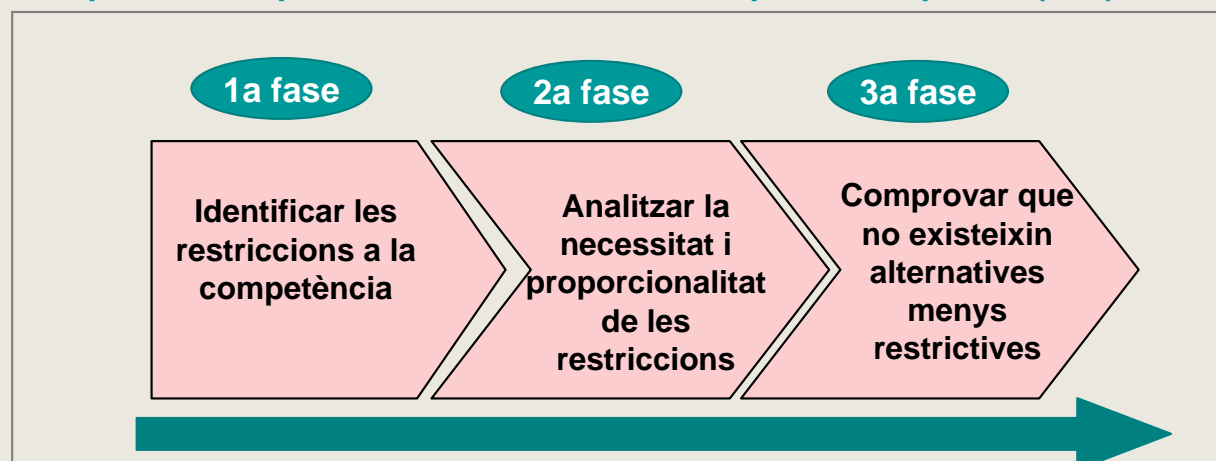 1a fase
2a fase
3a fase
Identificar les
restriccions a la
competència
Analitzar la
necessitat i
proporcionalitat
de les
restriccions
Comprovar que
no existeixin
alternatives
menys
restrictives